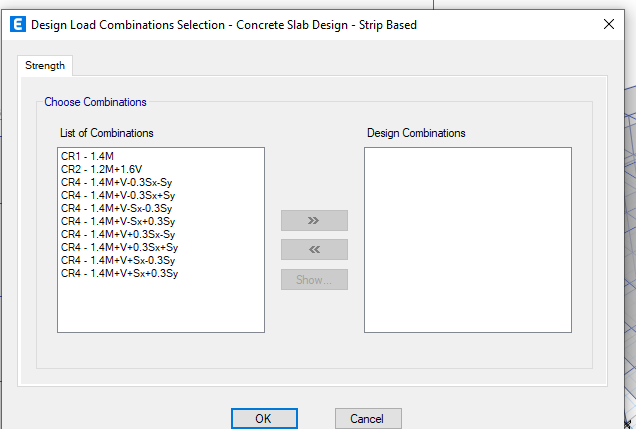 E Design Load Combinations Selection - Concrete Slab Design - Strip Based
Strength
Choose Combinations
List of Combinations
Design Combinations
CR1 - 1.4M
CR2 - 1.2M+1.6V
CR4 - 1.4M+V-0.3Sx-Sy
CR4 - 1.4M+V-0.3Sx+Sy
CR4 - 1.4M+V-Sx-0.3Sy
CR4 - 1.4M+V-Sx+0.3Sy
CR4 - 1.4M+V+0.3Sx-Sy
CR4 - 1.4M+V+0.3Sx+Sy
CR4 - 1.4M+V+Sx-0.3Sy
CR4 - 1.4M+V+Sx+0.3Sy
>>
<<
Show...
OK
Cancel